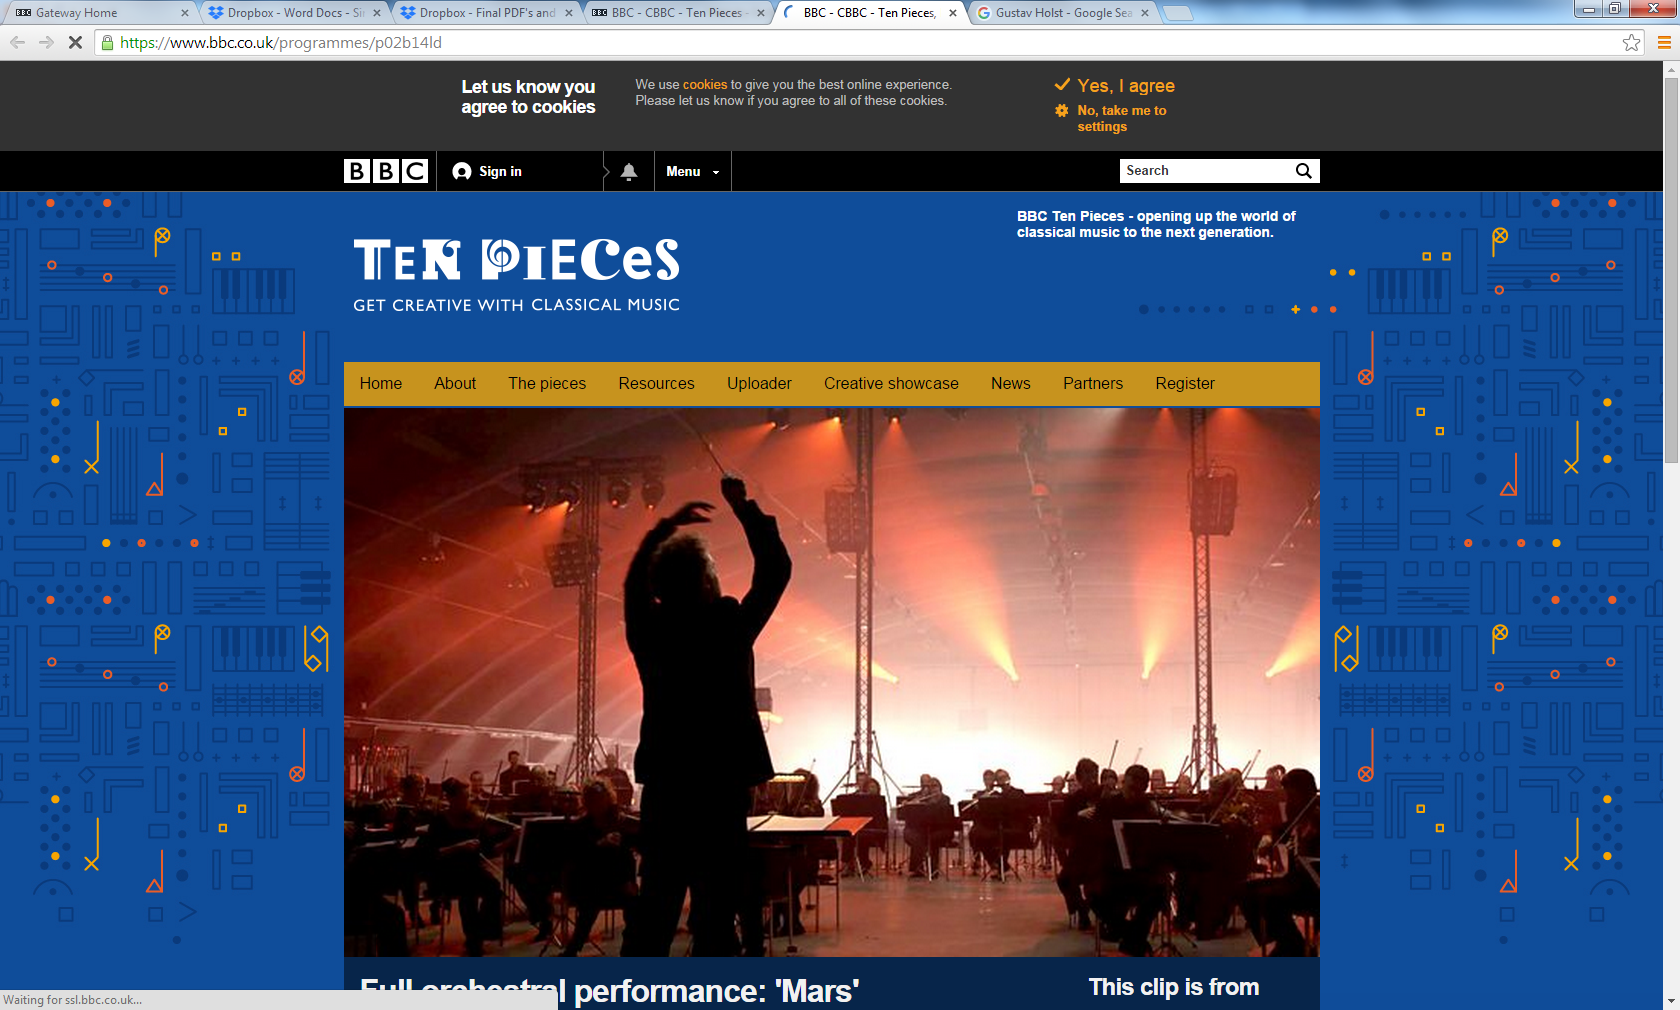 Gateway Home
Dropbox - Word Docs - Si
Dropbox - Final PDF's and
BBC - CBBC - Ten Pieces -
BBC - CBBC - Ten Pieces,
Gustav Holst - Google Sea
https://www.bbc.co.uk/programmes/p02b14ld
Let us know you
agree to cookies
We use cookies to give you the best online experience.
Please let us know if you agree to all of these cookies.
Yes, I agree
No, take me to
settings
BBC
Sign in
Menu
Search
BBC Ten Pieces - opening up the world of
classical music to the next generation.
TEN PIECES
GET CREATIVE WITH CLASSICAL MUSIC
Home About The pieces Resources Uploader Creative showcase News Partners Register
Full orchestral performance: 'Mars'
This clip is from
Waiting for ssl.bbc.co.uk...